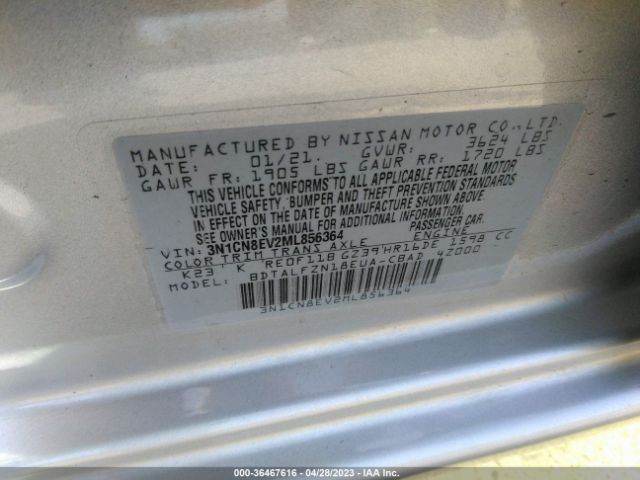 MANUFACTURED BY NISSAN MOTOR CO.,LTD.
DATE: 01/21. GVWR: 3624 LBS
GAWR FR: 1905 LBS GAWR RR: 1720 LBS
THIS VEHICLE CONFORMS TO ALL APPLICABLE FEDERAL MOTOR
VEHICLE SAFETY, BUMPER AND THEFT PREVENTION STANDARDS
IN EFFECT ON THE DATE OF MANUFACTURE SHOWN ABOVE.
SEE OWNER'S MANUAL FOR ADDITIONAL INFORMATION.
VIN: 3N1CN8EV2ML856364 PASSENGER CAR
COLOR TRIM TRANS AXLE ENGINE
K23 K RE0F11B GZ39 HR16DE 1598 CC
MODEL: BDTALFZN18EUA-CBAD 42000
3N1CN8EV2ML856364
000-36467616 | 04/28/2023 | IAA Inc.